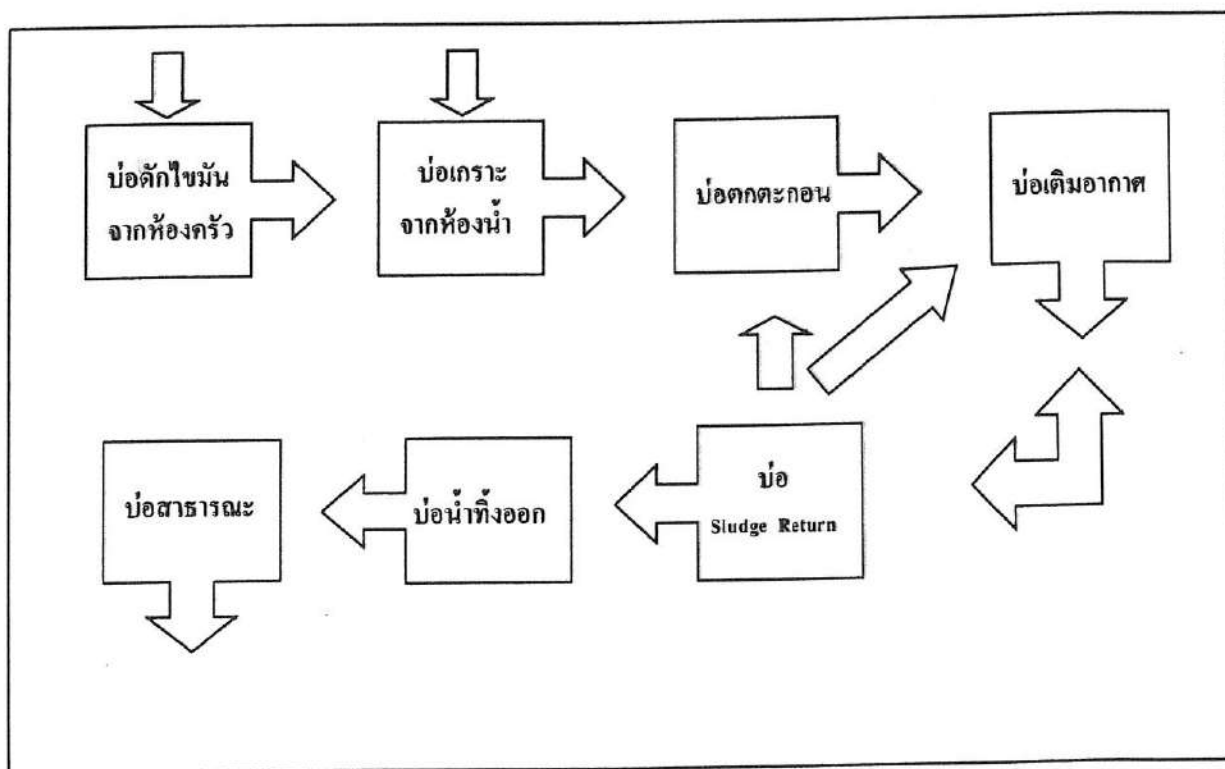 บ่อดักไขมัน
จากห้องครัว
บ่อเกราะ
จากห้องน้ำ
บ่อตกตะกอน
บ่อเติมอากาศ
บ่อสาธารณะ
บ่อน้ำทิ้งออก
บ่อ
Sludge Return